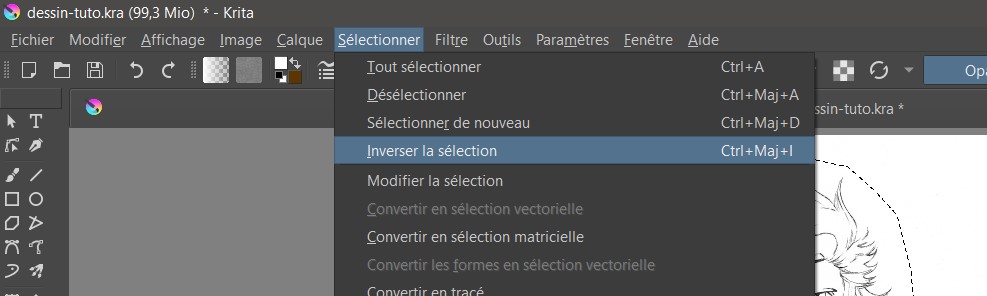 dessin-tuto.kra (99,3 Mio) * - Krita
Fichier Modifier Affichage Image Calque Sélectionner Filtre Outils Paramètres Fenêtre Aide
Tout sélectionner Ctrl+A
Opa
Désélectionner Ctrl+Maj+A
ssin-tuto.kra *
Sélectionner de nouveau Ctrl+Maj+D
Inverser la sélection Ctrl+Maj+I
Modifier la sélection
Convertir en sélection vectorielle
Convertir en sélection matricielle
Convertir les formes en sélection vectorielle
Convertir en tracé